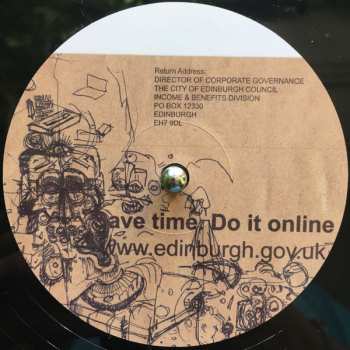 Return Address:
DIRECTOR OF CORPORATE GOVERNANCE
THE CITY OF EDINBURGH COUNCIL
INCOME & BENEFITS DIVISION
PO BOX 12330
EDINBURGH
EH7 9DL
ave time. Do it online
www.edinburgh.gov.uk